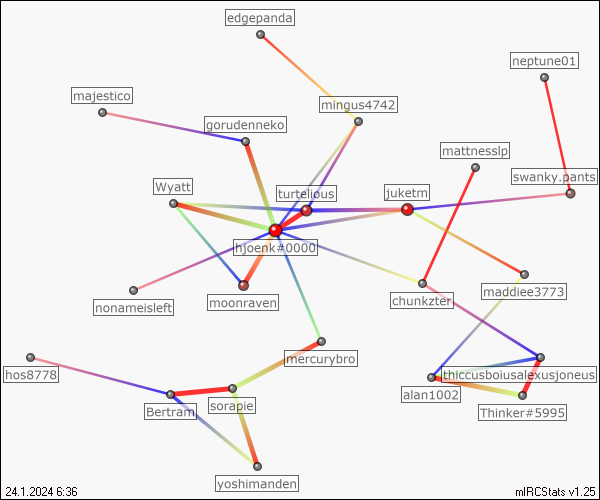 edgepanda
neptune01
majestico
mingus4742
gorudenneko
mattnesslp
swanky.pants
Wyatt
turtelious
juketm
hjoenk#0000
maddiee3773
nonameisleft
moonraven
chunkzter
mercurybro
hos8778
thiccusboiusalexusjoneus
alan1002
Bertram
sorapie
Thinker#5995
yoshimanden
24.1.2024 6:36
mIRCStats v1.25